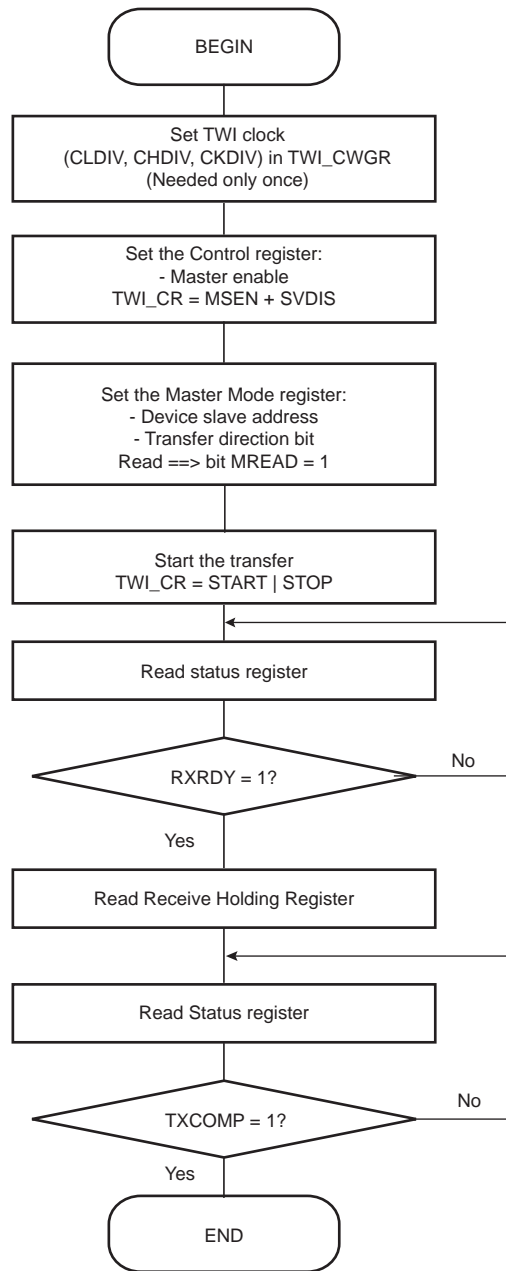 BEGIN
Set TWI clock
(CLDIV, CHDIV, CKDIV) in TWI_CWGR
(Needed only once)
Set the Control register:
- Master enable
TWI_CR = MSEN + SVDIS
Set the Master Mode register:
- Device slave address
- Transfer direction bit
Read ==> bit MREAD = 1
Start the transfer
TWI_CR = START | STOP
Read status register
RXRDY = 1?
No
Yes
Read Receive Holding Register
Read Status register
TXCOMP = 1?
No
Yes
END